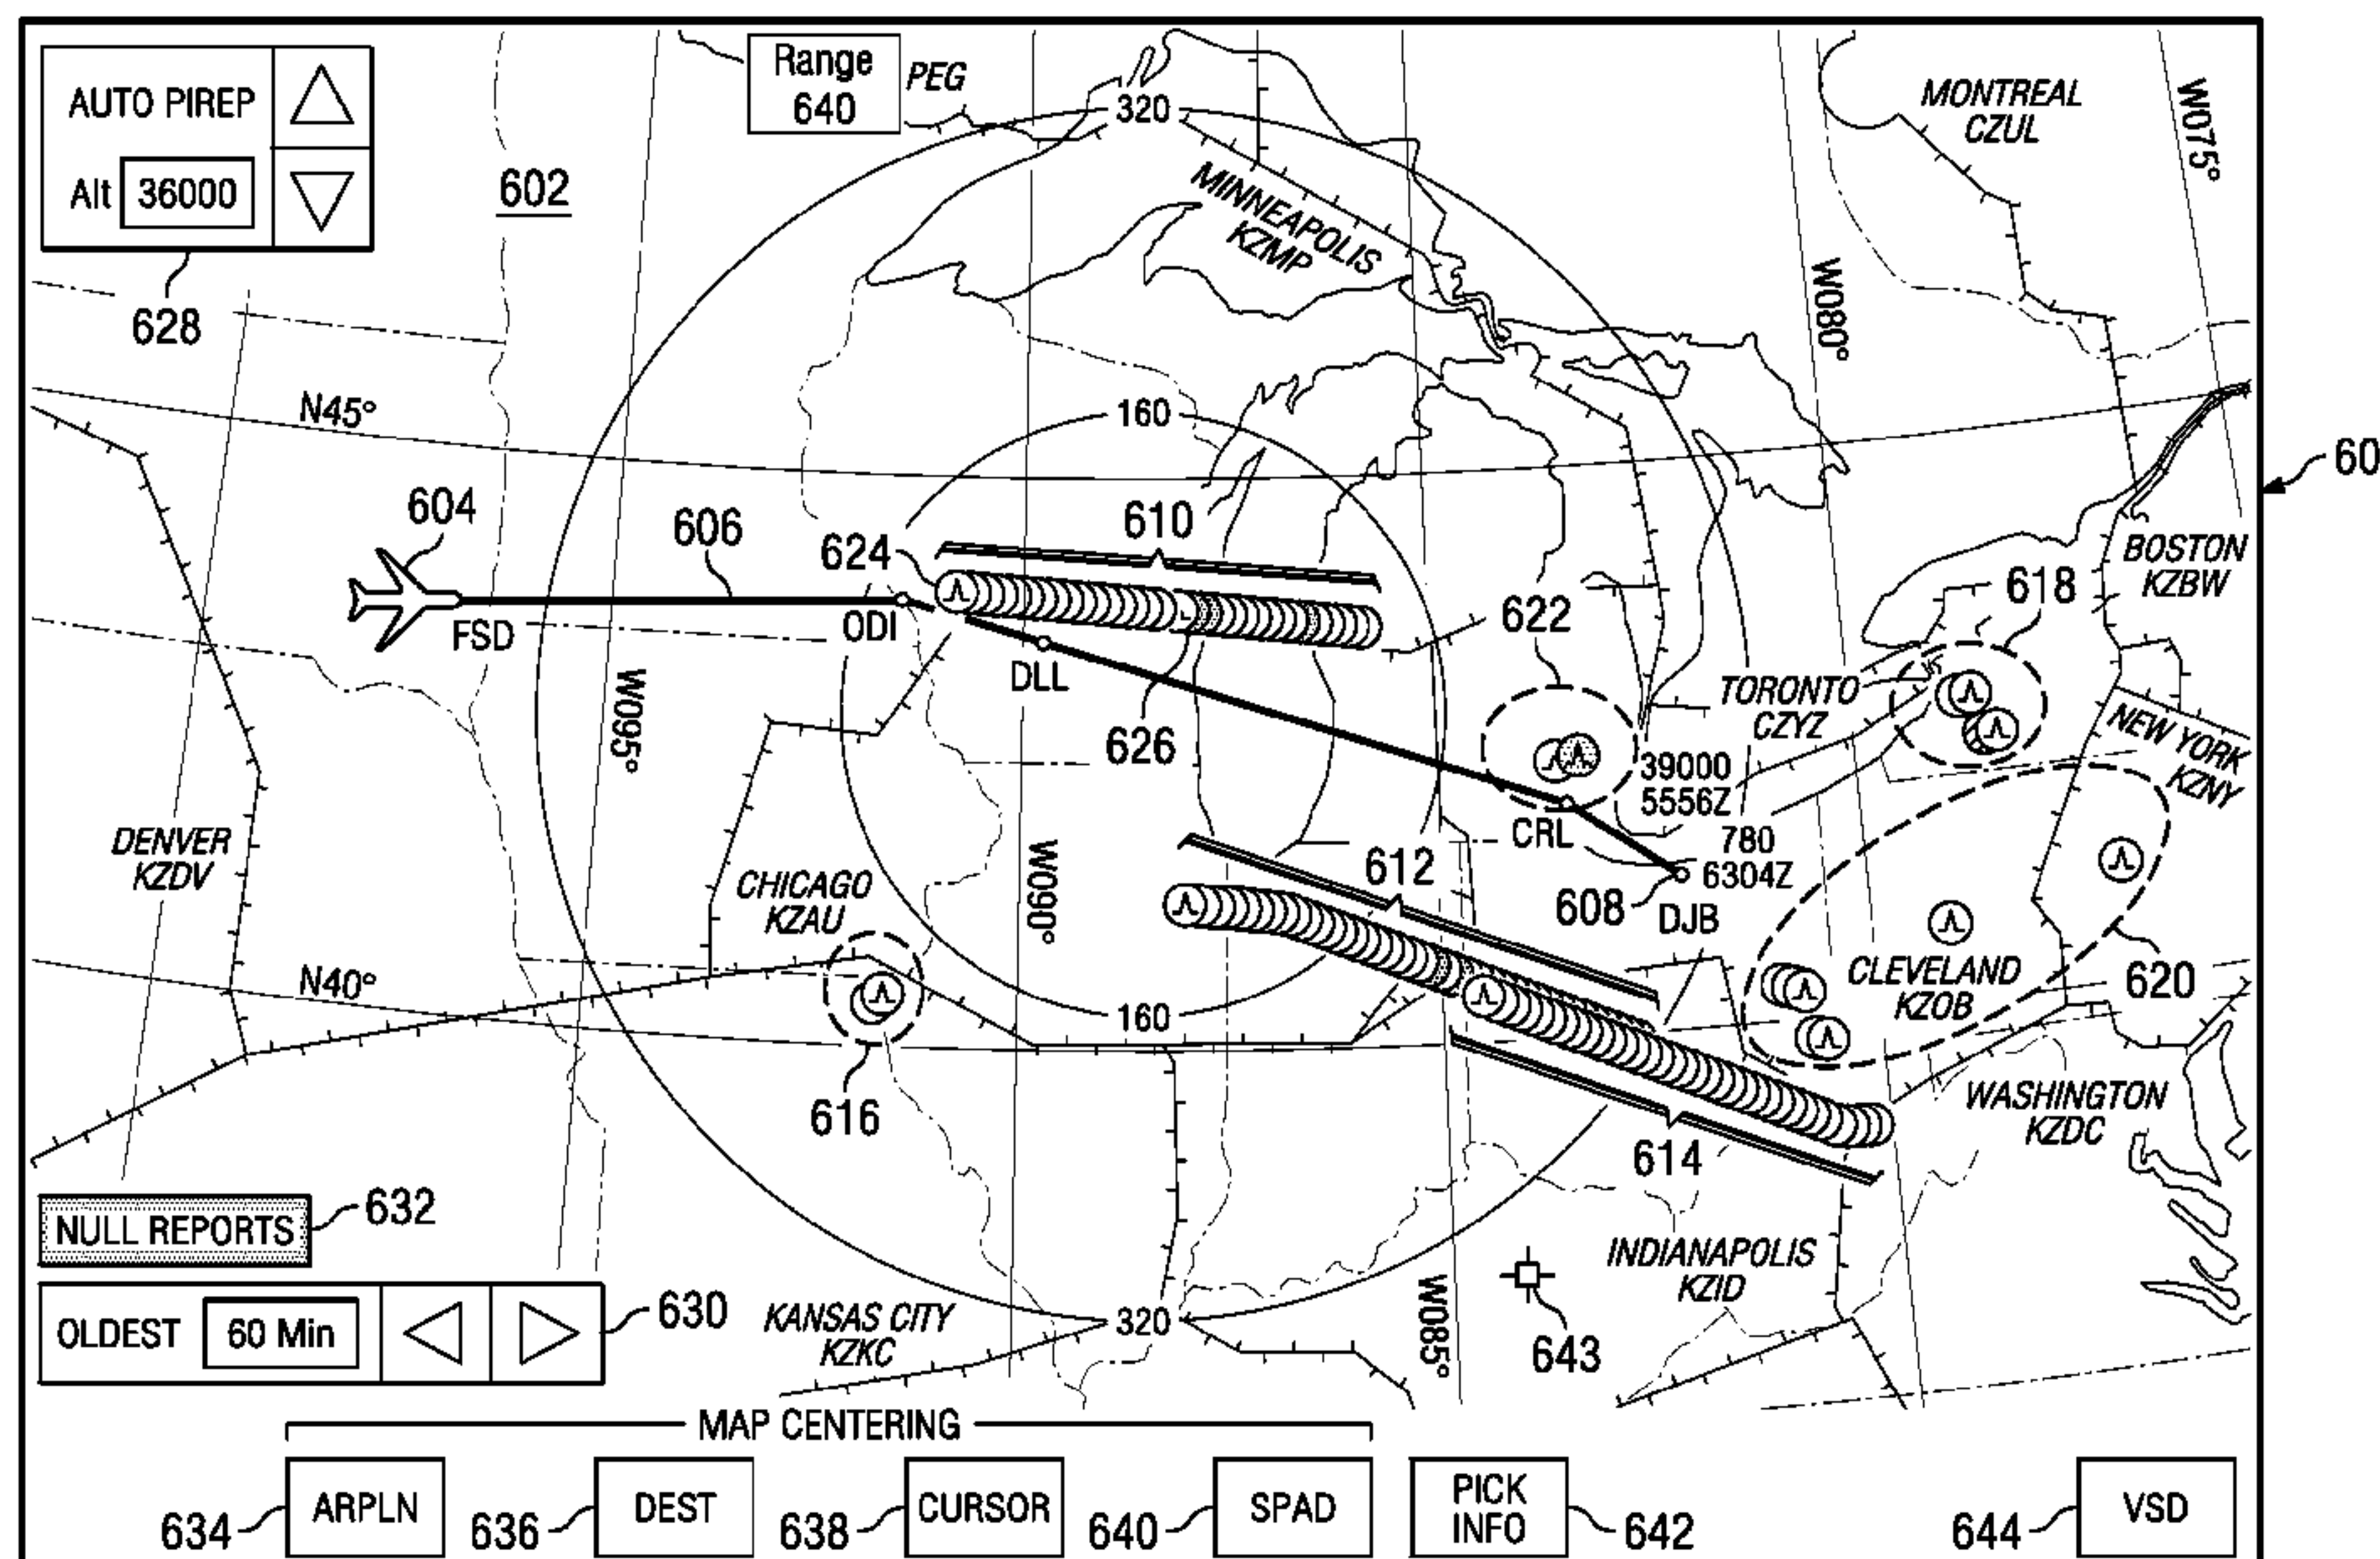 AUTO PIREP
Alt 36000
628
602
Range
640
PEG
320
MINNEAPOLIS
KZMP
MONTREAL
CZUL
W075°
W080°
N45°
160
60
604
606
624
610
622
618
BOSTON
KZBW
FSD
ODI
DLL
626
W095°
TORONTO
CZYZ
NEW YORK
KZNY
39000
5556Z
780
6304Z
CRL
608
DJB
DENVER
KZDV
CHICAGO
KZAU
W090°
612
CLEVELAND
KZOB
620
N40°
160
616
614
WASHINGTON
KZDC
NULL REPORTS
632
INDIANAPOLIS
KZID
OLDEST 60 Min
630
KANSAS CITY
KZKC
320
W085°
643
MAP CENTERING
634
ARPLN
636
DEST
638
CURSOR
640
SPAD
PICK
INFO
642
644
VSD